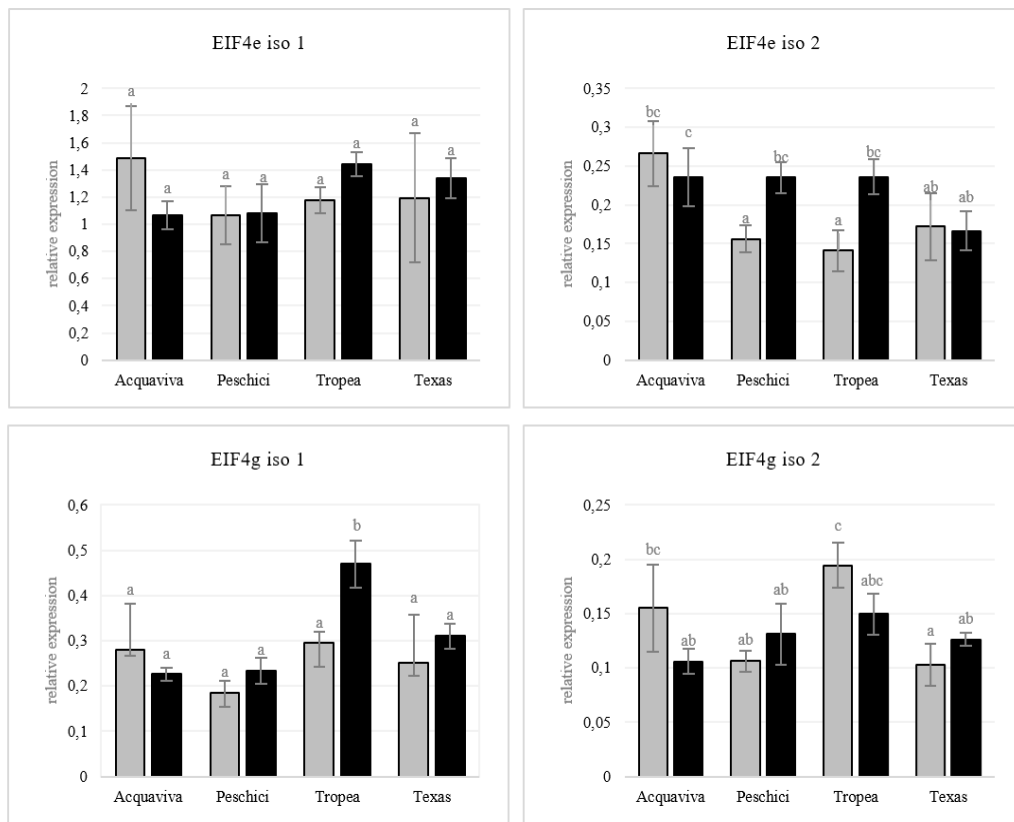 EIF4e iso 1
relative expression
2
1,8
1,6
1,4
1,2
1
0,8
0,6
0,4
0,2
0
a
a
a
a
a
a
a
a
Acquaviva Peschici Tropea Texas
EIF4e iso 2
relative expression
0,35
0,3
0,25
0,2
0,15
0,1
0,05
0
bc
c
a
bc
a
bc
ab
ab
Acquaviva Peschici Tropea Texas
EIF4g iso 1
relative expression
0,6
0,5
0,4
0,3
0,2
0,1
0
a
a
a
a
a
b
a
a
Acquaviva Peschici Tropea Texas
EIF4g iso 2
relative expression
0,25
0,2
0,15
0,1
0,05
0
bc
ab
ab
ab
c
abc
a
ab
Acquaviva Peschici Tropea Texas